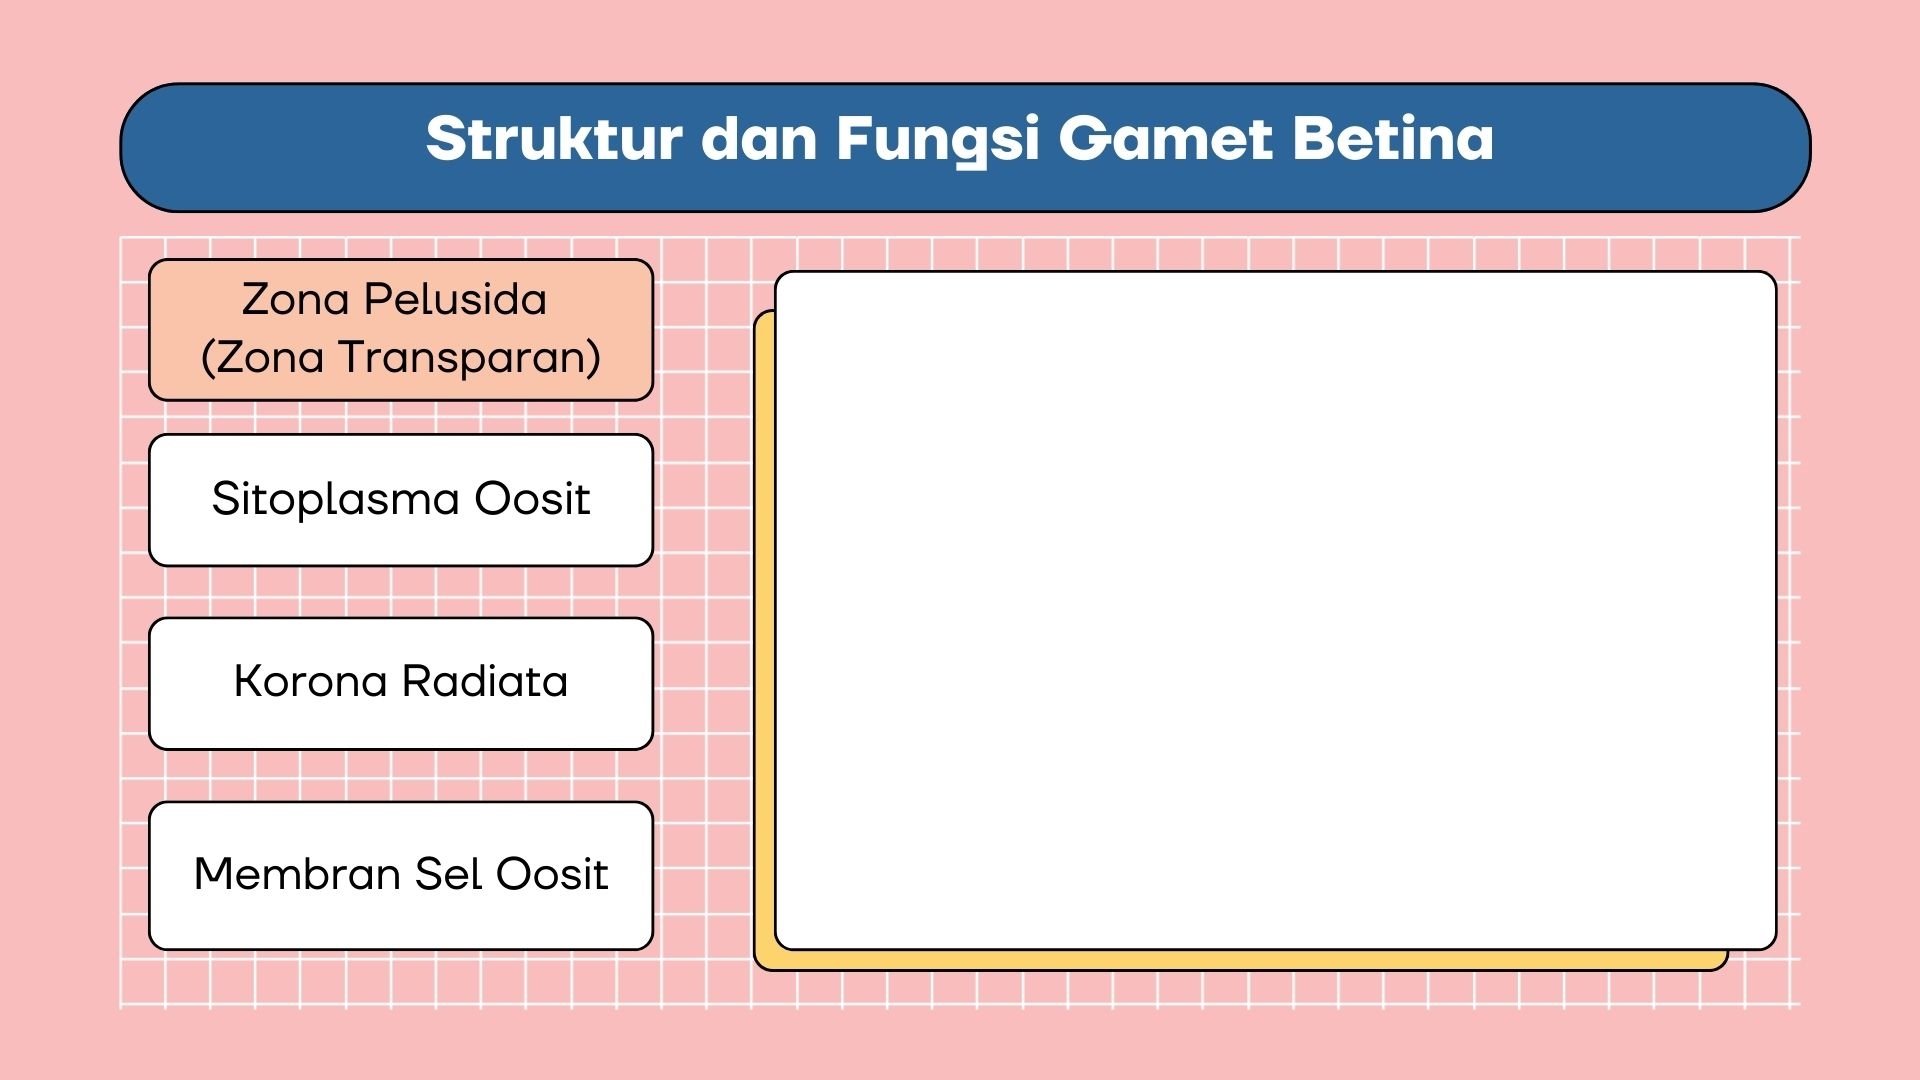 Struktur dan Fungsi Gamet Betina
Zona Pelusida
(Zona Transparan)
Sitoplasma Oosit
Korona Radiata
Membran Sel Oosit